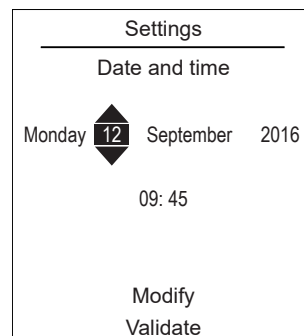 Settings
Date and time
Monday 12 September 2016
09: 45
Modify
Validate